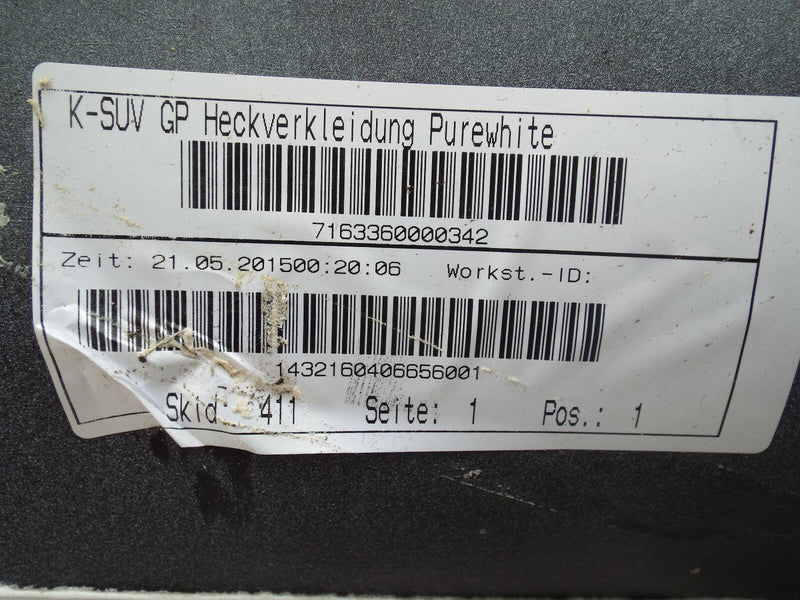 K-SUV GP Heckverkleidung Purewhite
7163360000342
Zeit: 21.05.201500:20:06 Workst.-ID:
1432160406656001
Skid: 411 Seite: 1 Pos.: 1